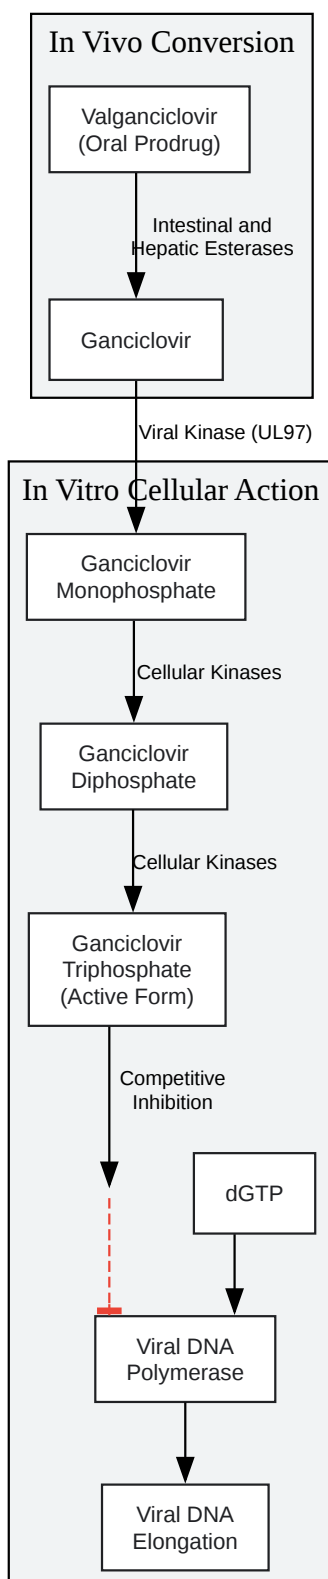 In Vivo Conversion
Valganciclovir
(Oral Prodrug)
Intestinal and
Hepatic Esterases
Ganciclovir
Viral Kinase (UL97)
In Vitro Cellular Action
Ganciclovir
Monophosphate
Cellular Kinases
Ganciclovir
Diphosphate
Cellular Kinases
Ganciclovir
Triphosphate
(Active Form)
Competitive
Inhibition
dGTP
Viral DNA
Polymerase
Viral DNA
Elongation